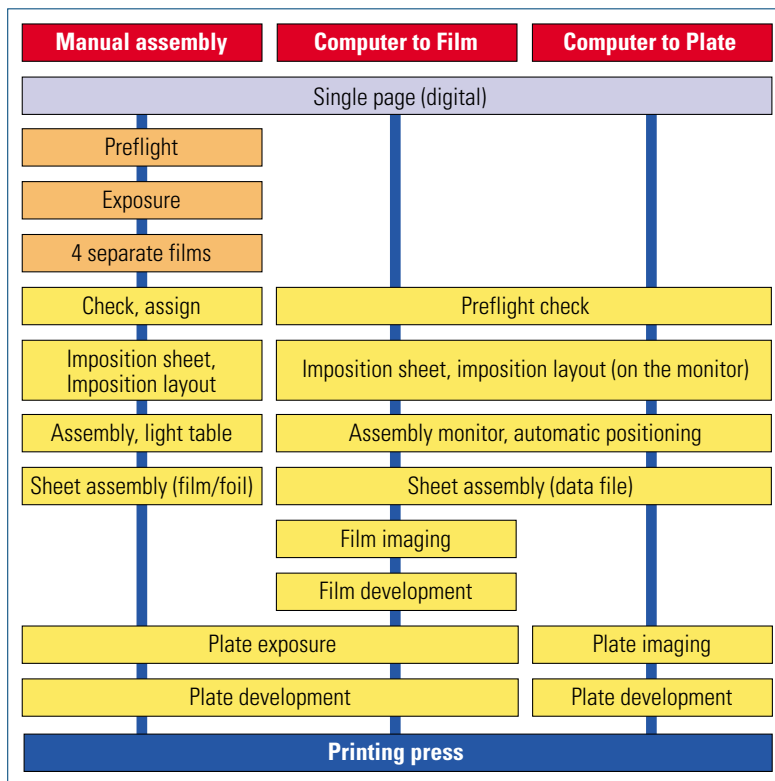 Manual assembly
Computer to Film
Computer to Plate
Single page (digital)
Preflight
Exposure
4 separate films
Check, assign
Preflight check
Imposition sheet,
Imposition layout
Imposition sheet, imposition layout (on the monitor)
Assembly, light table
Assembly monitor, automatic positioning
Sheet assembly (film/foil)
Sheet assembly (data file)
Film imaging
Film development
Plate exposure
Plate imaging
Plate development
Plate development
Printing press